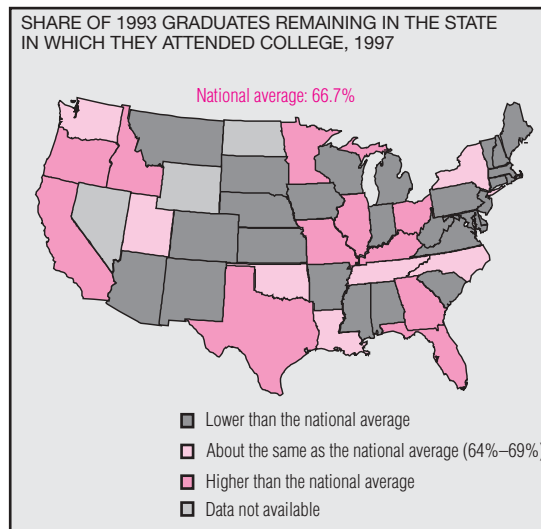 SHARE OF 1993 GRADUATES REMAINING IN THE STATE
IN WHICH THEY ATTENDED COLLEGE, 1997
National average: 66.7%
Lower than the national average
About the same as the national average (64%–69%)
Higher than the national average
Data not available